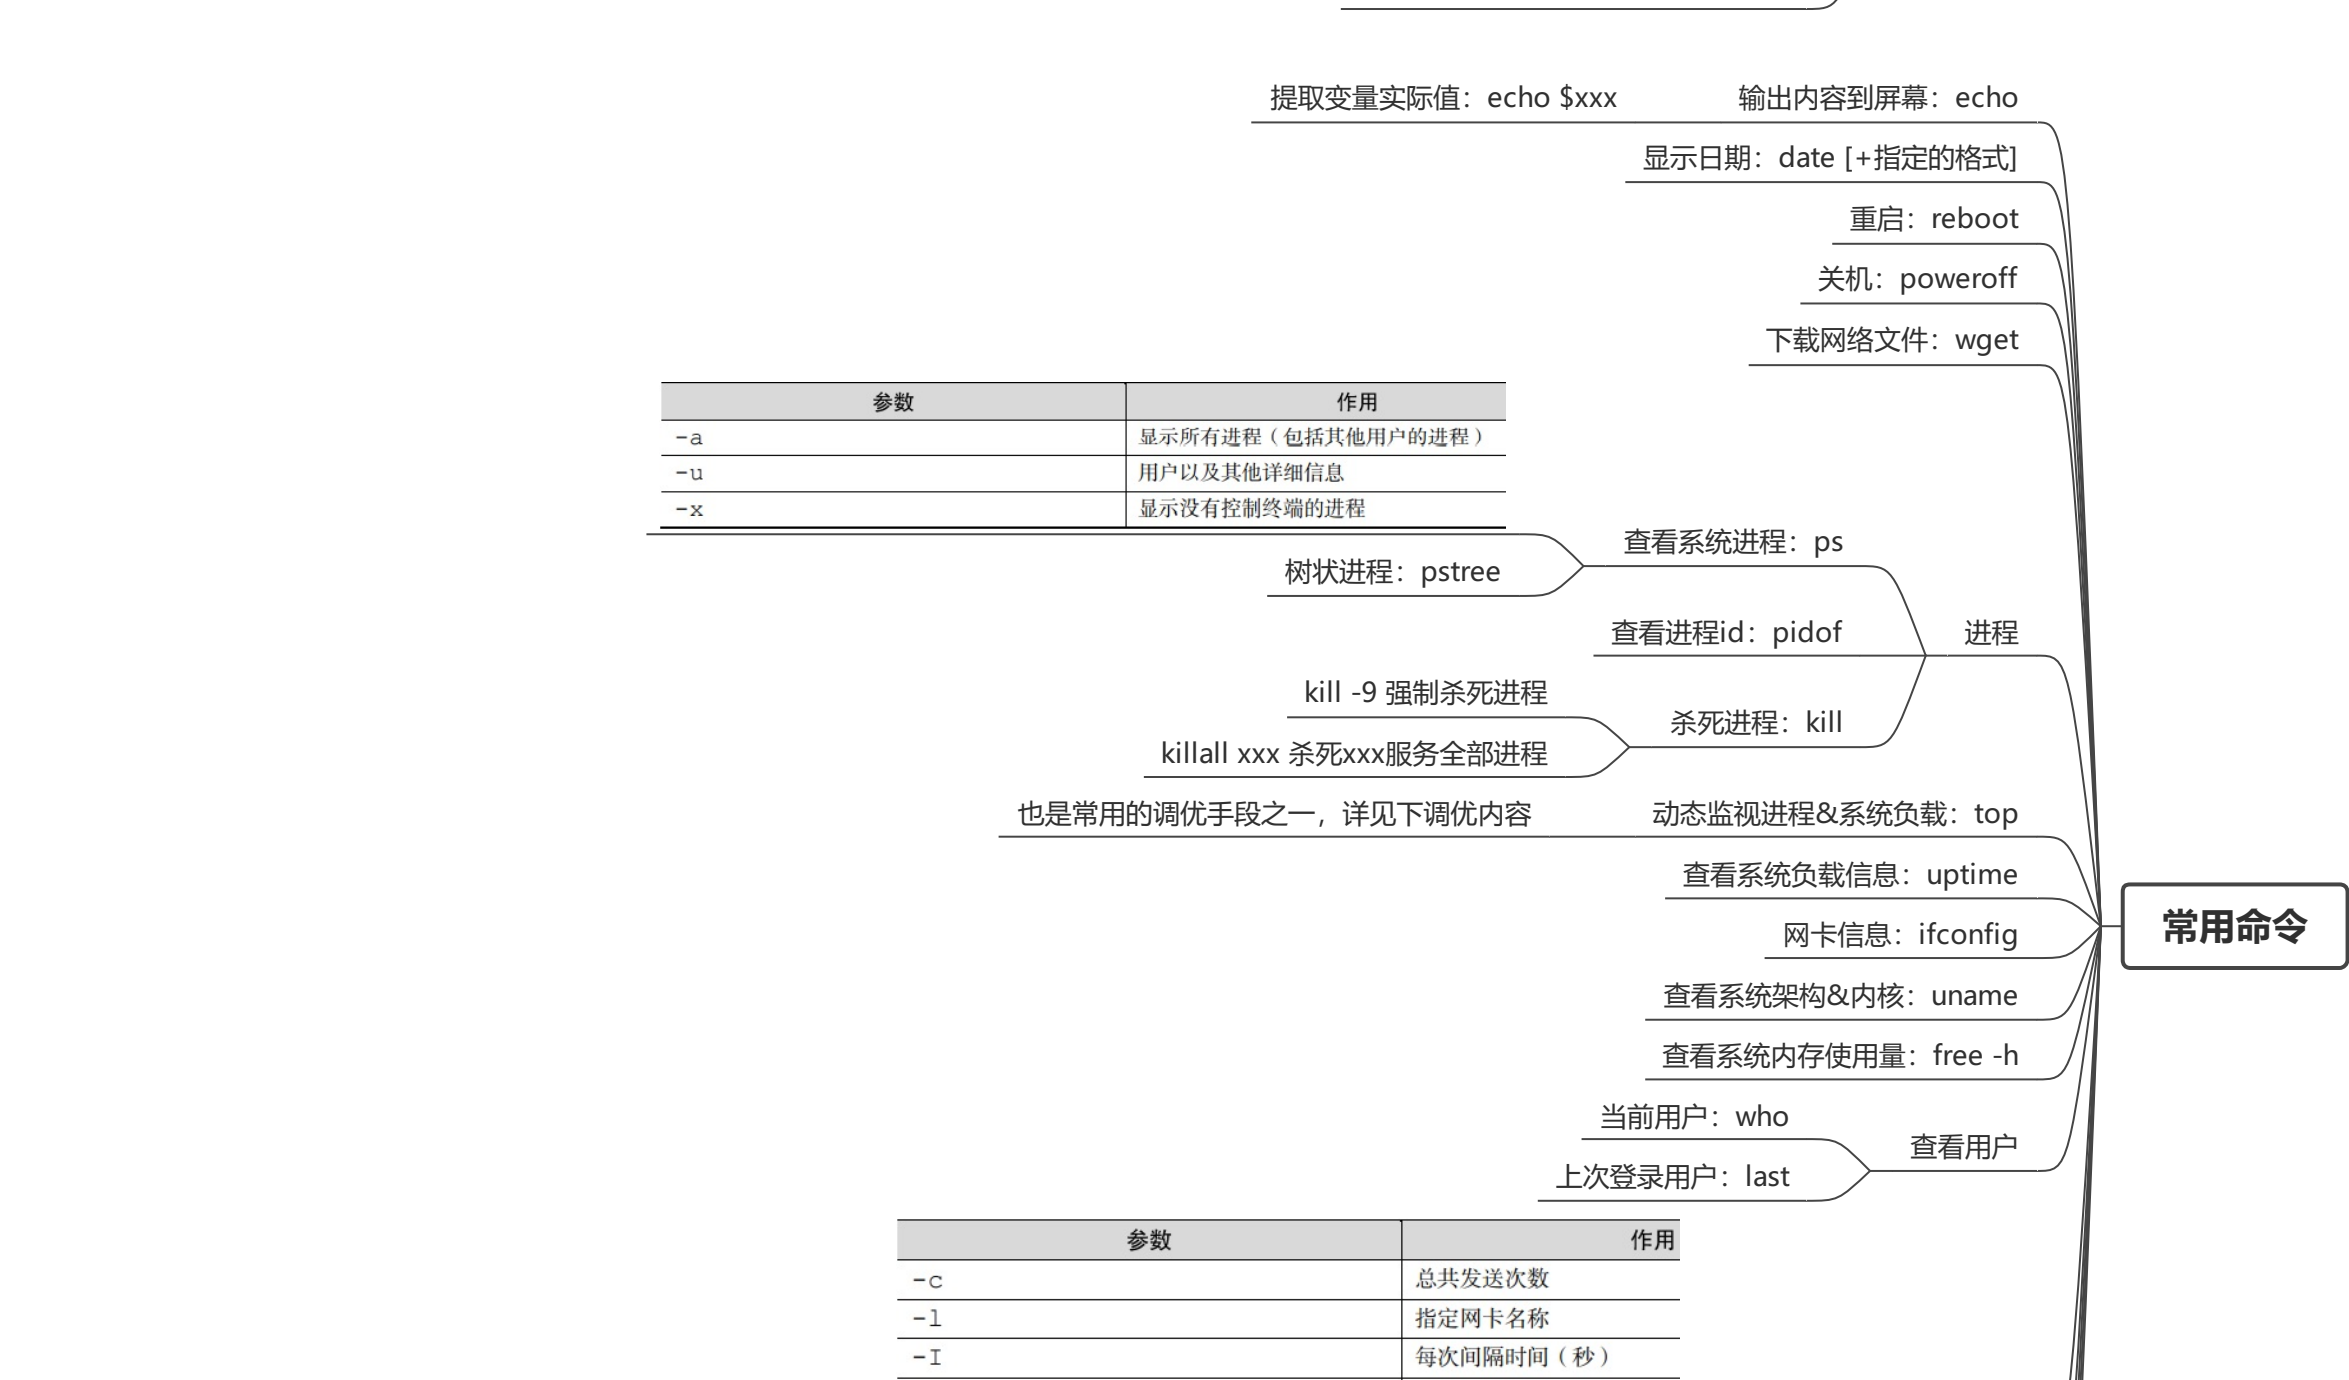 提取变量实际值：echo $xxx
输出内容到屏幕：echo
显示日期：date [+指定的格式]
重启：reboot
关机：poweroff
下载网络文件：wget
参数 作用
-a 显示所有进程（包括其他用户的进程）
-u 用户以及其他详细信息
-x 显示没有控制终端的进程
查看系统进程：ps
树状进程：pstree
查看进程id：pidof
进程
kill -9 强制杀死进程
杀死进程：kill
killall xxx 杀死xxx服务全部进程
也是常用的调优手段之一，详见下调优内容
动态监视进程&系统负载：top
查看系统负载信息：uptime
常用命令
网卡信息：ifconfig
查看系统架构&内核：uname
查看系统内存使用量：free -h
当前用户：who
查看用户
上次登录用户：last
参数 作用
-c 总共发送次数
-l 指定网卡名称
-I 每次间隔时间（秒）